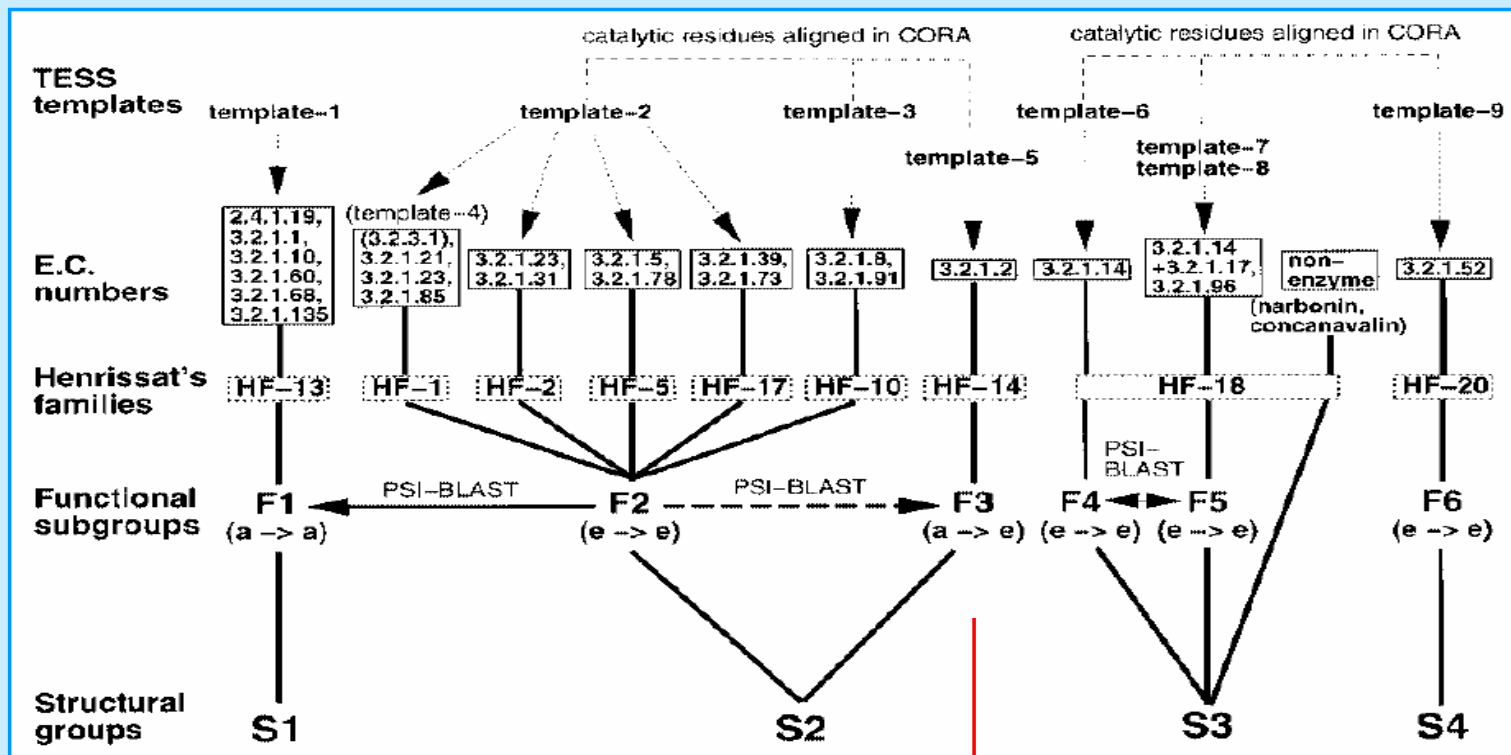 catalytic residues aligned in CORA
catalytic residues aligned in CORA
TESS
templates
template-1
template-2
template-3
template-5
template-6
template-7
template-8
template-9
E.C.
numbers
2.4.1.19,
3.2.1.1,
3.2.1.10,
3.2.1.60,
3.2.1.68,
3.2.1.135
(template-4)
(3.2.3.1),
3.2.1.21,
3.2.1.23,
3.2.1.85
3.2.1.23,
3.2.1.31
3.2.1.5,
3.2.1.78
3.2.1.39,
3.2.1.73
3.2.1.8,
3.2.1.91
3.2.1.2
3.2.1.14
3.2.1.14
+3.2.1.17,
3.2.1.96
non-
enzyme
(narbonin,
concanavalin)
3.2.1.52
Henrissat's
families
HF-13
HF-1
HF-2
HF-5
HF-17
HF-10
HF-14
HF-18
HF-20
Functional
subgroups
F1
(a -> a)
PSI-BLAST
F2
(e -> e)
PSI-BLAST
F3
(a -> e)
F4
(e -> e)
PSI-
BLAST
F5
(e -> e)
F6
(e -> e)
Structural
groups
S1
S2
S3
S4